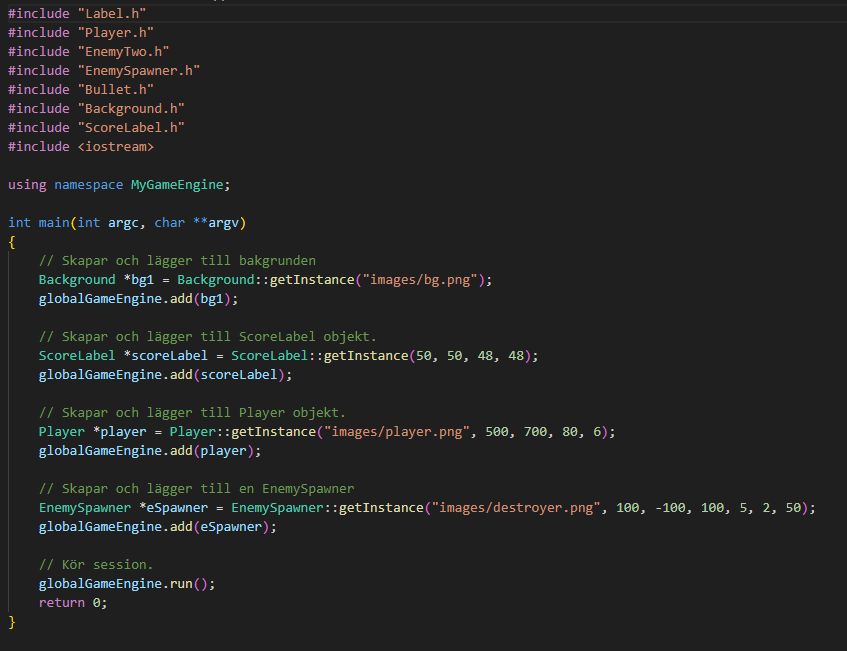 #include "Label.h"
#include "Player.h"
#include "EnemyTwo.h"
#include "EnemySpawner.h"
#include "Bullet.h"
#include "Background.h"
#include "ScoreLabel.h"
#include <iostream>
using namespace MyGameEngine;
int main(int argc, char **argv)
{
// Skapar och lägger till bakgrunden
Background *bg1 = Background::getInstance("images/bg.png");
globalGameEngine.add(bg1);
// Skapar och lägger till ScoreLabel objekt.
ScoreLabel *scoreLabel = ScoreLabel::getInstance(50, 50, 48, 48);
globalGameEngine.add(scoreLabel);
// Skapar och lägger till Player objekt.
Player *player = Player::getInstance("images/player.png", 500, 700, 80, 6);
globalGameEngine.add(player);
// Skapar och lägger till en EnemySpawner
EnemySpawner *eSpawner = EnemySpawner::getInstance("images/destroyer.png", 100, -100, 100, 5, 2, 50);
globalGameEngine.add(eSpawner);
// Kör session.
globalGameEngine.run();
return 0;
}